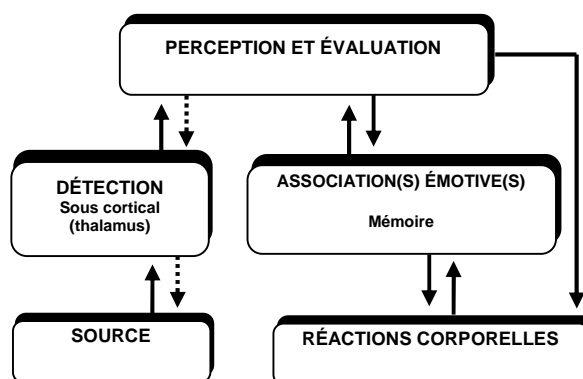 PERCEPTION ET ÉVALUATION
DÉTECTION
Sous cortical
(thalamus)
ASSOCIATION(S) ÉMOTIVE(S)
Mémoire
SOURCE
RÉACTIONS CORPORELLES